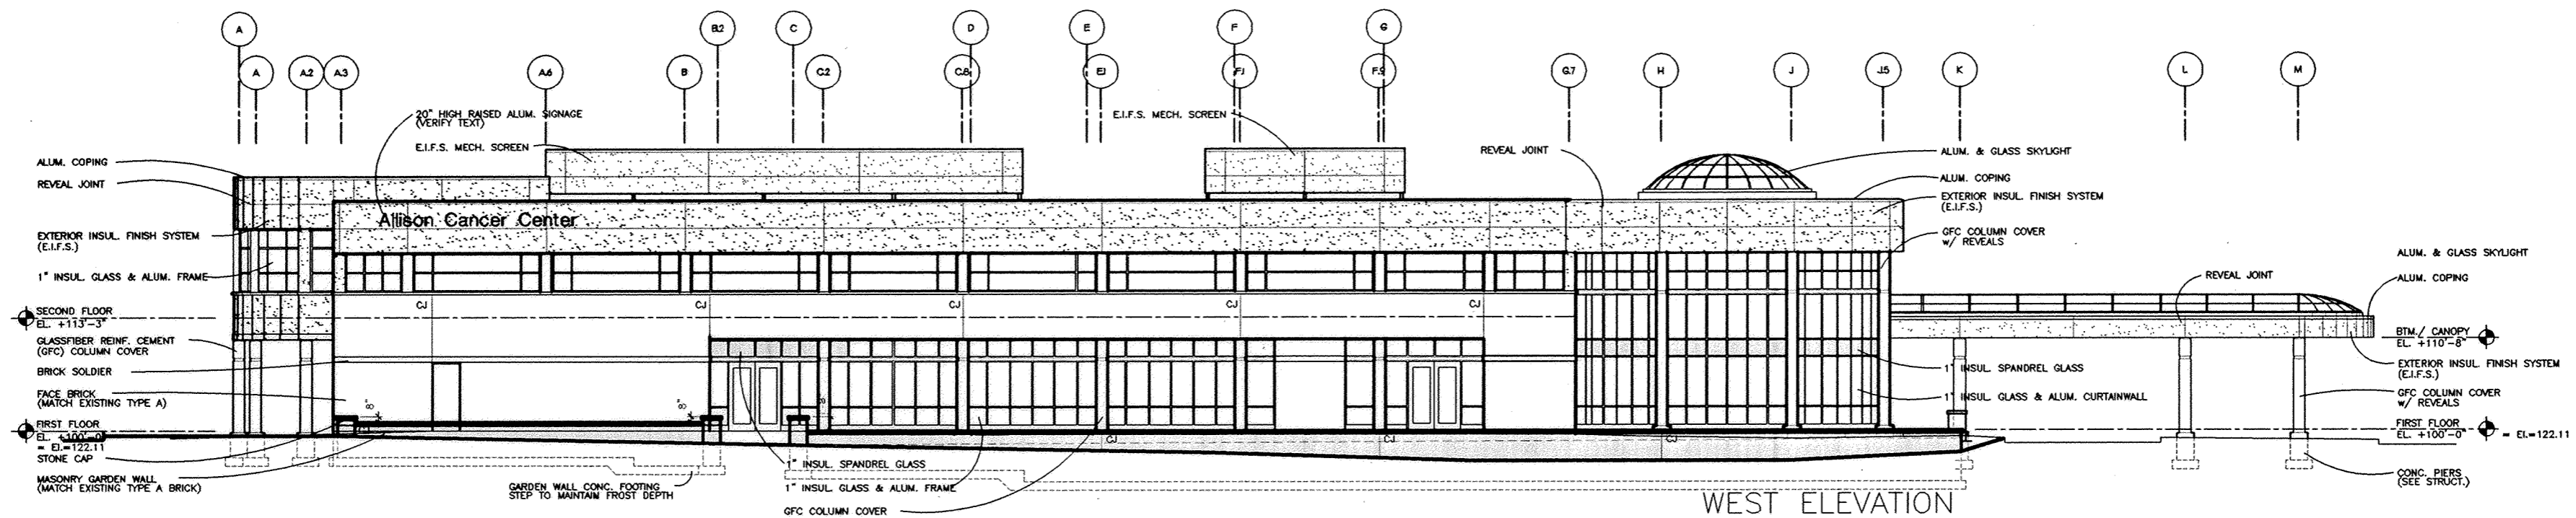 A B.2 C D E F G
A A.2 A.3 A.6 B C.2 C.8 E.1 F.1 F.9 G.7 H J J.5 K L M
20" HIGH RAISED ALUM. SIGNAGE
(VERIFY TEXT)
E.I.F.S. MECH. SCREEN
E.I.F.S. MECH. SCREEN
REVEAL JOINT
ALUM. & GLASS SKYLIGHT
ALUM. COPING
EXTERIOR INSUL. FINISH SYSTEM
(E.I.F.S.)
GFC COLUMN COVER
w/ REVEALS
ALUM. COPING
REVEAL JOINT
EXTERIOR INSUL. FINISH SYSTEM
(E.I.F.S.)
1" INSUL. GLASS & ALUM. FRAME
SECOND FLOOR
EL. +113'-3"
GLASSFIBER REINF. CEMENT
(GFC) COLUMN COVER
BRICK SOLDIER
FACE BRICK
(MATCH EXISTING TYPE A)
FIRST FLOOR
EL. +100'-0"
= El.=122.11
STONE CAP
MASONRY GARDEN WALL
(MATCH EXISTING TYPE A BRICK)
Allison Cancer Center
CJ CJ CJ CJ CJ
8" 8" 8"
CJ CJ CJ
GARDEN WALL CONC. FOOTING
STEP TO MAINTAIN FROST DEPTH
1" INSUL. SPANDREL GLASS
1" INSUL. GLASS & ALUM. FRAME
GFC COLUMN COVER
ALUM. & GLASS SKYLIGHT
REVEAL JOINT
ALUM. COPING
BTM./ CANOPY
EL. +110'-8"
EXTERIOR INSUL. FINISH SYSTEM
(E.I.F.S.)
1" INSUL. SPANDREL GLASS
1" INSUL. GLASS & ALUM. CURTAINWALL
GFC COLUMN COVER
w/ REVEALS
FIRST FLOOR
EL. +100'-0" = El.=122.11
CONC. PIERS
(SEE STRUCT.)
WEST ELEVATION